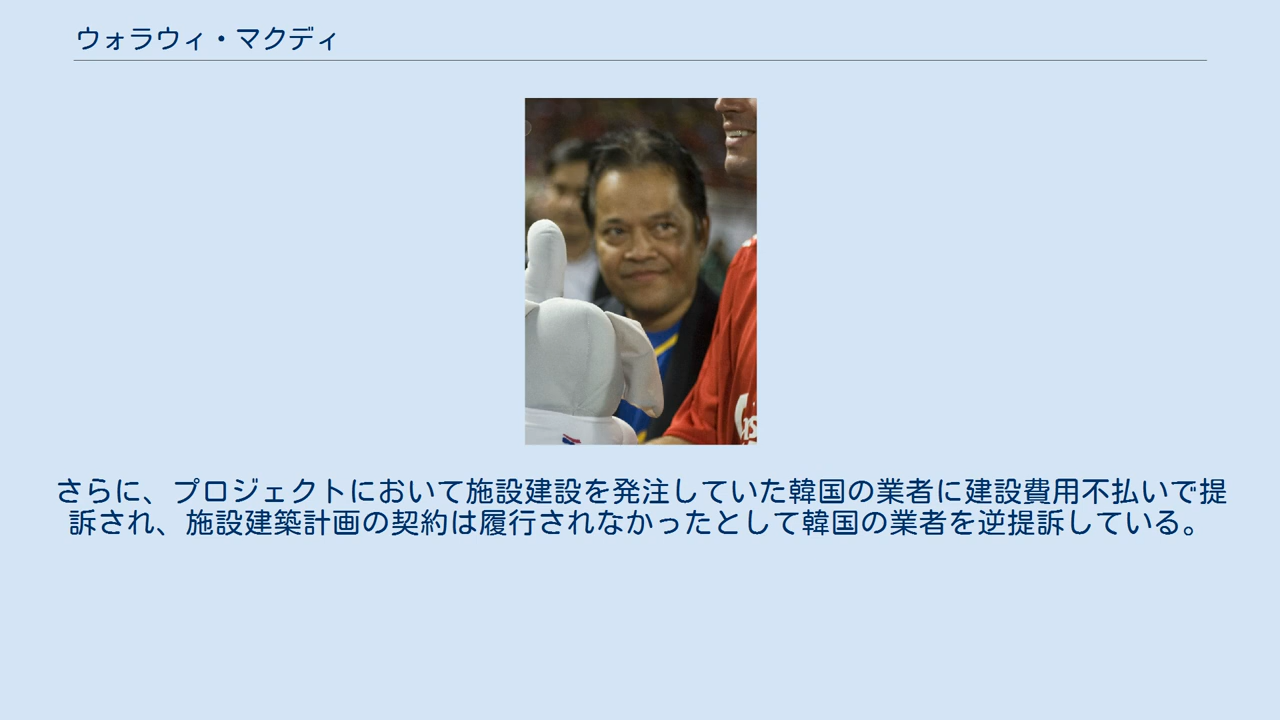 ウォラウィ・マクディ
さらに、プロジェクトにおいて施設建設を発注していた韓国の業者に建設費用不払いで提
訴され、施設建築計画の契約は履行されなかったとして韓国の業者を逆提訴している。